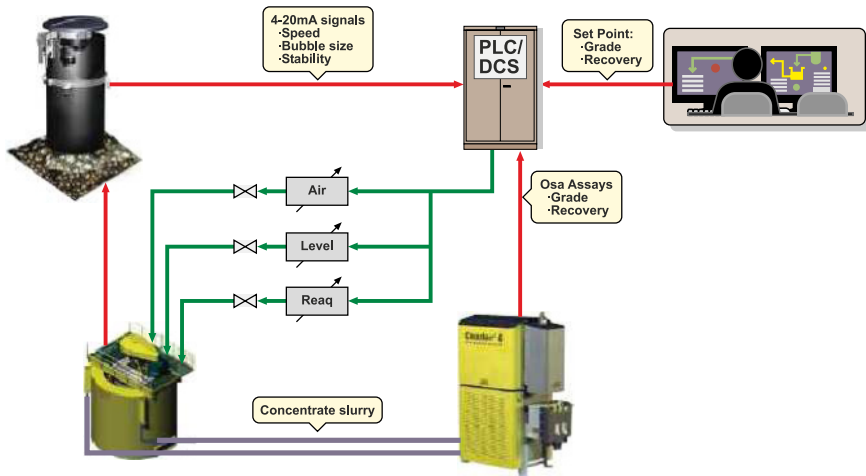 4-20mA signals
·Speed
·Bubble size
·Stability
PLC/
DCS
Set Point:
·Grade
·Recovery
Air
Osa Assays
·Grade
·Recovery
Level
Reaq
Concentrate slurry